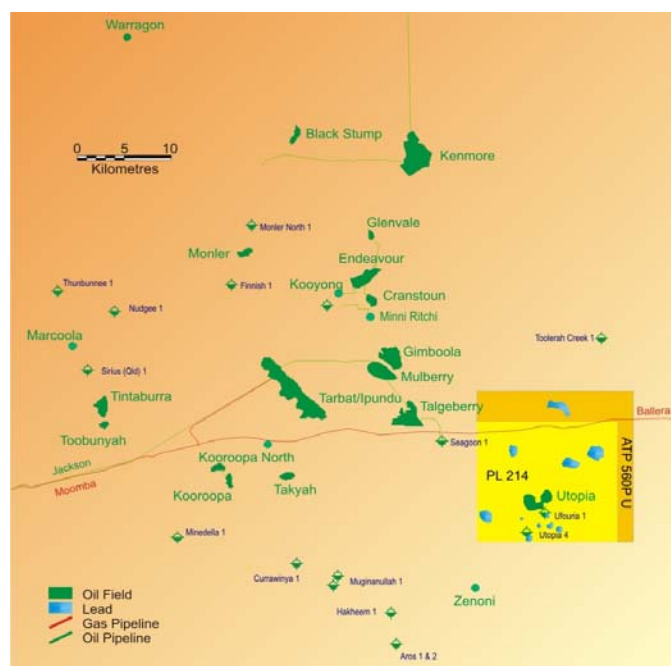 Warragon
Black Stump
Kenmore
0 5 10
Kilometres
Monler North 1
Glenvale
Monler
Endeavour
Thunbunnee 1
Finnish 1
Kooyong
Cranstoun
Nudgee 1
Minni Ritchi
Marcoola
Toolerah Creek 1
Gimboola
Sirius (Qld) 1
Mulberry
Tintaburra
Tarbat/Ipundu
Talgeberry
Ballera
Toobunyah
Seagoon 1
Kooroopa North
Jackson
Moomba
PL 214
ATP 560P U
Kooroopa
Takyah
Utopia
Ufouria 1
Minedella 1
Utopia 4
Currawinya 1
Muginanullah 1
Zenoni
Oil Field
Lead
Hakheem 1
Gas Pipeline
Oil Pipeline
Aros 1 & 2